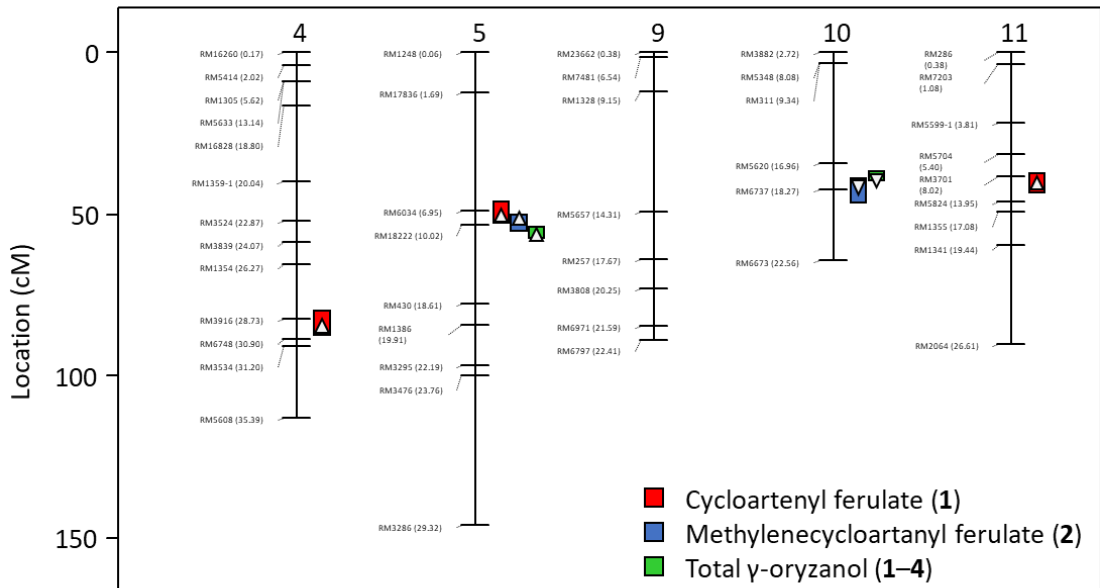 4 5 9 10 11
Location (cM)
0
50
100
150
RM16260 (0.17)
RM5414 (2.02)
RM1305 (5.62)
RM5633 (13.14)
RM16828 (18.80)
RM1359-1 (20.04)
RM3524 (22.87)
RM3839 (24.07)
RM1354 (26.27)
RM3916 (28.73)
RM6748 (30.90)
RM3534 (31.20)
RM5608 (35.39)
RM1248 (0.06)
RM17836 (1.69)
RM6034 (6.95)
RM18222 (10.02)
RM430 (18.61)
RM1386
(19.91)
RM3295 (22.19)
RM3476 (23.76)
RM3286 (29.32)
RM23662 (0.38)
RM7481 (6.54)
RM1328 (9.15)
RM5657 (14.31)
RM257 (17.67)
RM3808 (20.25)
RM6971 (21.59)
RM6797 (22.41)
RM3882 (2.72)
RM5348 (8.08)
RM311 (9.34)
RM5620 (16.96)
RM6737 (18.27)
RM6673 (22.56)
RM286
(0.38)
RM7203
(1.08)
RM5599-1 (3.81)
RM5704
(5.40)
RM3701
(8.02)
RM5824 (13.95)
RM1355 (17.08)
RM1341 (19.44)
RM2064 (26.61)
Cycloartenyl ferulate (1)
Methylenecycloartanyl ferulate (2)
Total γ-oryzanol (1–4)